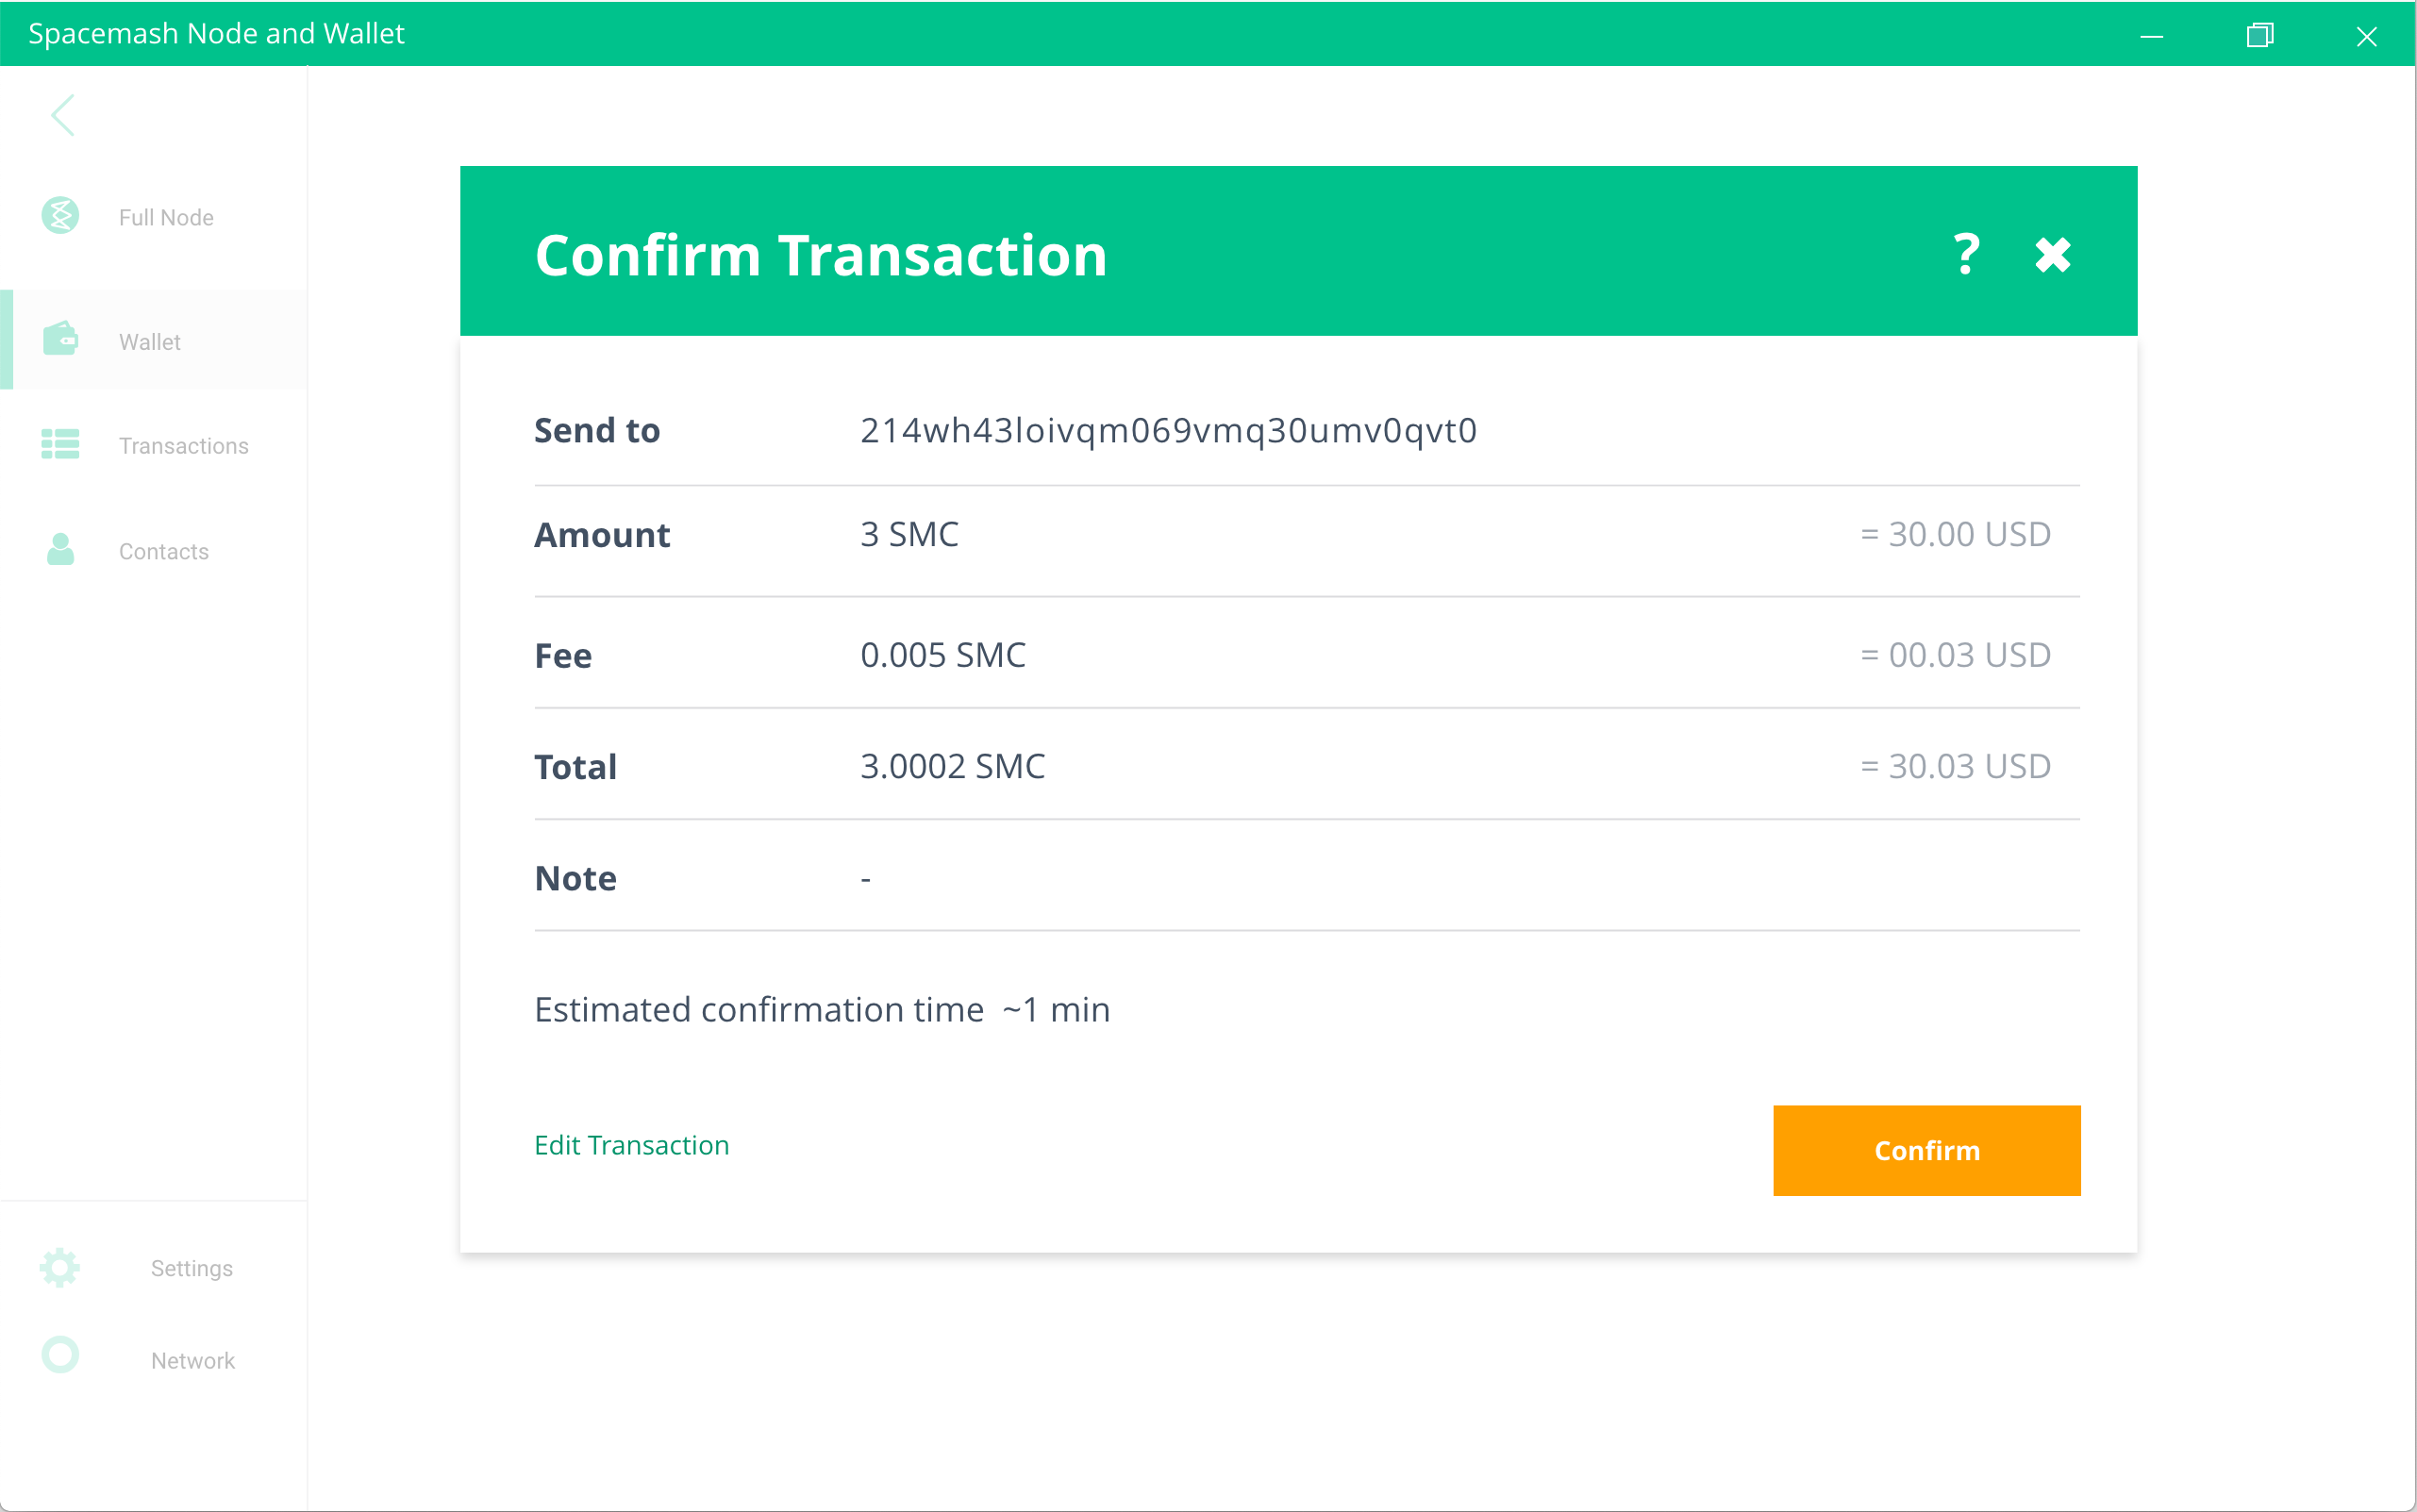 Spacemash Node and Wallet
Full Node
Wallet
Transactions
Contacts
Settings
Network
Confirm Transaction ?
Send to 214wh43loivqm069vmq30umv0qvt0
Amount 3 SMC = 30.00 USD
Fee 0.005 SMC = 00.03 USD
Total 3.0002 SMC = 30.03 USD
Note -
Estimated confirmation time ~1 min
Edit Transaction
Confirm